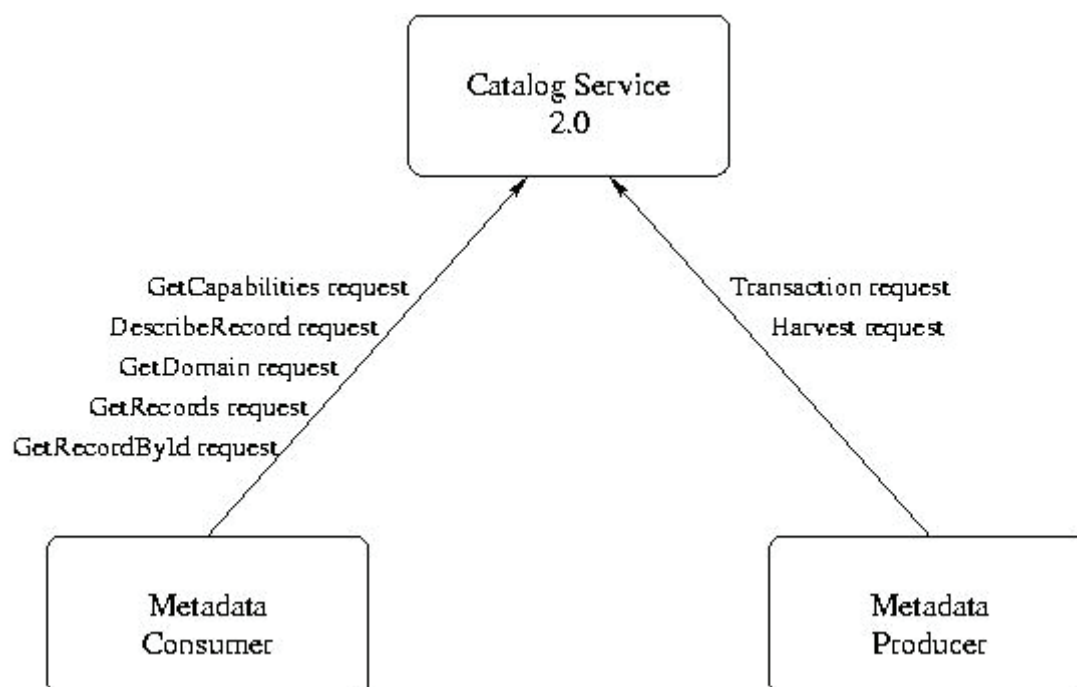 Catalog Service
2.0
GetCapabilities request
DescribeRecord request
GetDomain request
GetRecords request
GetRecordById request
Transaction request
Harvest request
Metadata
Consumer
Metadata
Producer